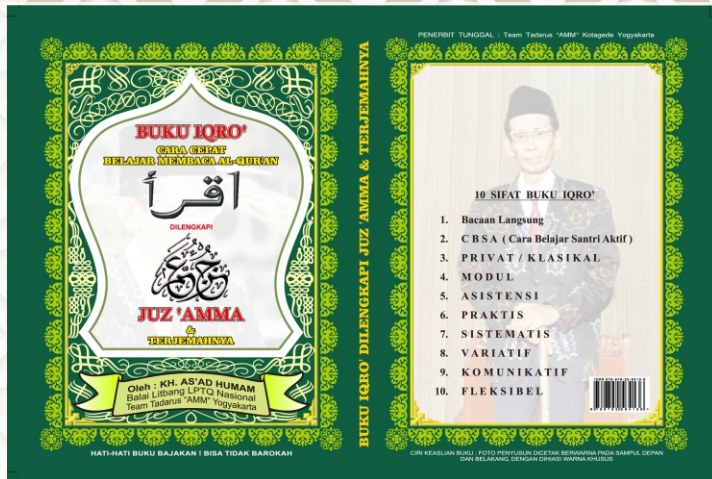 BUKU IQRO'
CARA CEPAT
BELAJAR MEMBACA AL-QUR'AN
اقرأ
DILENGKAPI
جزء عم
JUZ 'AMMA
&
TERJEMAHNYA
Oleh : KH. AS'AD HUMAM
Balai Litbang LPTQ Nasional
Team Tadarus "AMM" Yogyakarta
HATI-HATI BUKU BAJAKAN ! BISA TIDAK BAROKAH
BUKU IQRO' DILENGKAPI JUZ 'AMMA & TERJEMAHNYA
PENERBIT TUNGGAL : Team Tadarus "AMM" Kotagede Yogyakarta
10 SIFAT BUKU IQRO'
1. Bacaan Langsung
2. C B S A ( Cara Belajar Santri Aktif )
3. P R I V A T / K L A S I K A L
4. M O D U L
5. A S I S T E N S I
6. P R A K T I S
7. S I S T E M A T I S
8. V A R I A T I F
9. K O M U N I K A T I F
10. F L E K S I B E L
CIRI KEASLIAN BUKU : FOTO PENYUSUN DICETAK BERWARNA PADA SAMPUL DEPAN
DAN BELAKANG, DENGAN DIHIASI WARNA KHUSUS